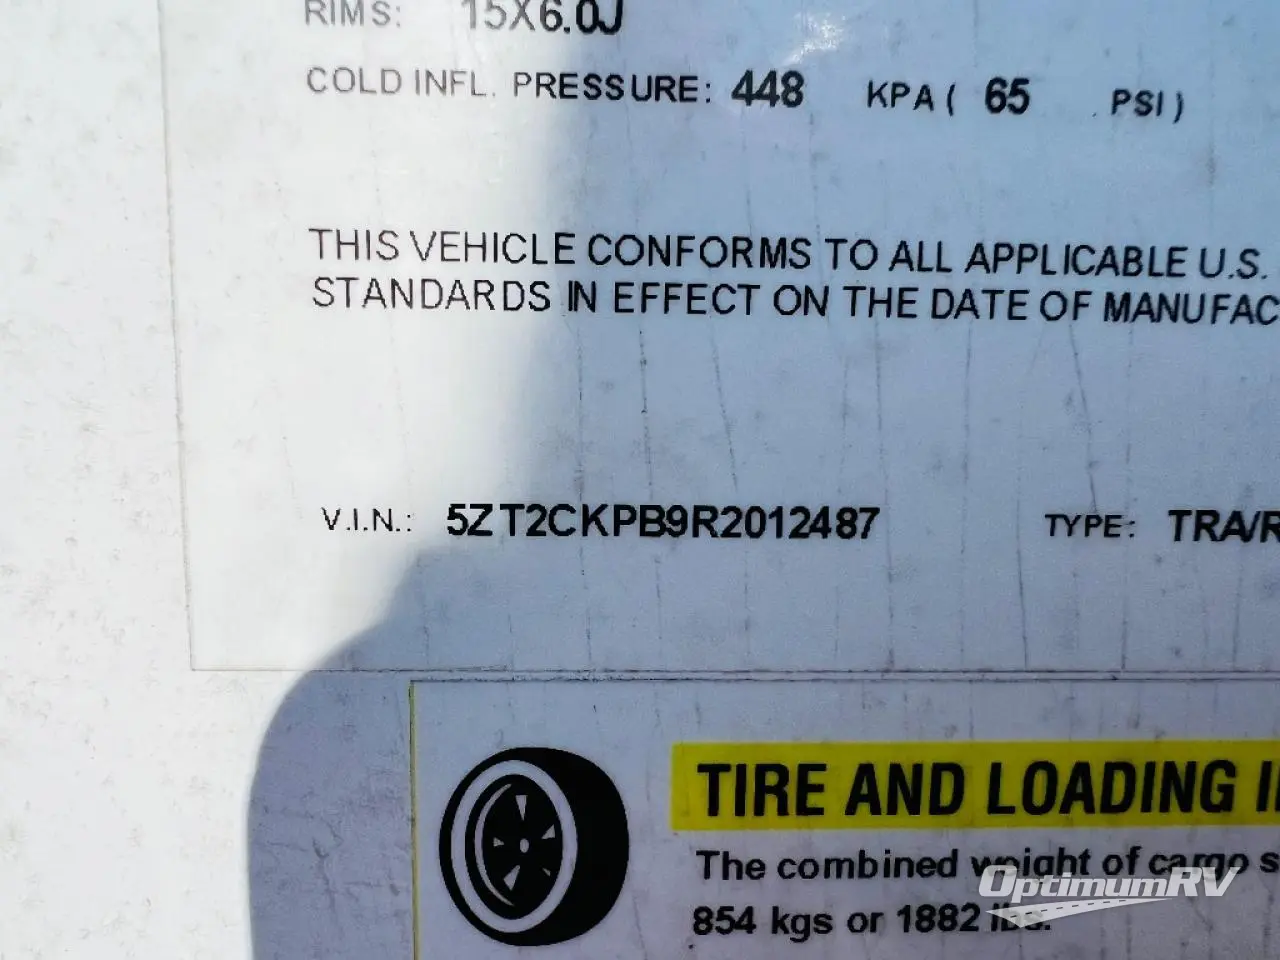 RIMS: 15X6.0J
COLD INFL. PRESSURE: 448 KPA ( 65 PSI )
THIS VEHICLE CONFORMS TO ALL APPLICABLE U.S.
STANDARDS IN EFFECT ON THE DATE OF MANUFAC
V.I.N.: 5ZT2CKPB9R2012487 TYPE: TRA/R
TIRE AND LOADING I
The combined weight of cargo s
854 kgs or 1882 lbs.
OptimumRV